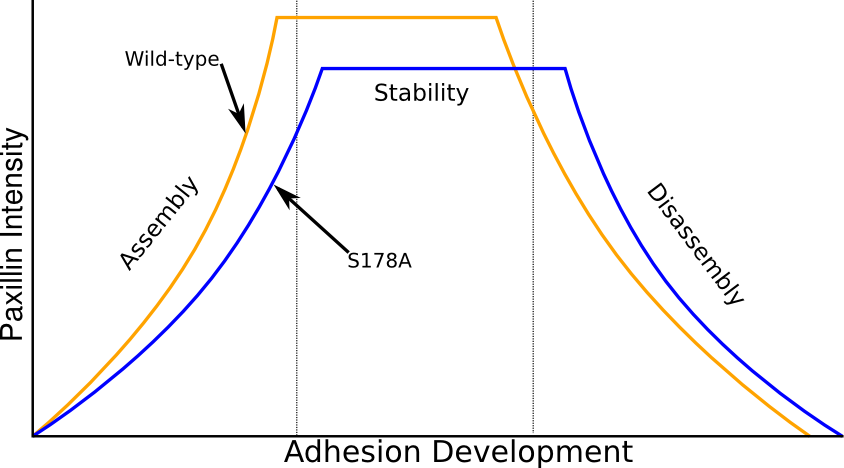 Wild-type
Stability
Assembly
Disassembly
S178A
Paxillin Intensity
Adhesion Development